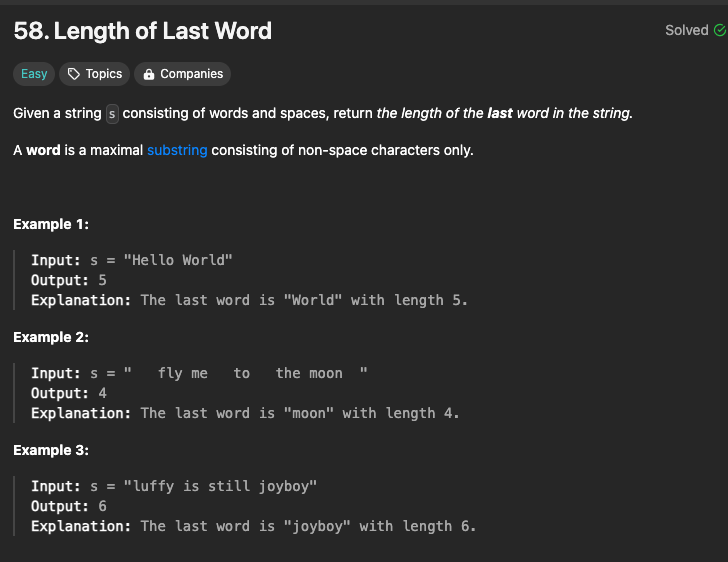 58. Length of Last Word
Solved
Easy Topics Companies
Given a string s consisting of words and spaces, return the length of the last word in the string.
A word is a maximal substring consisting of non-space characters only.
Example 1:
Input: s = "Hello World"
Output: 5
Explanation: The last word is "World" with length 5.
Example 2:
Input: s = "   fly me   to   the moon  "
Output: 4
Explanation: The last word is "moon" with length 4.
Example 3:
Input: s = "luffy is still joyboy"
Output: 6
Explanation: The last word is "joyboy" with length 6.